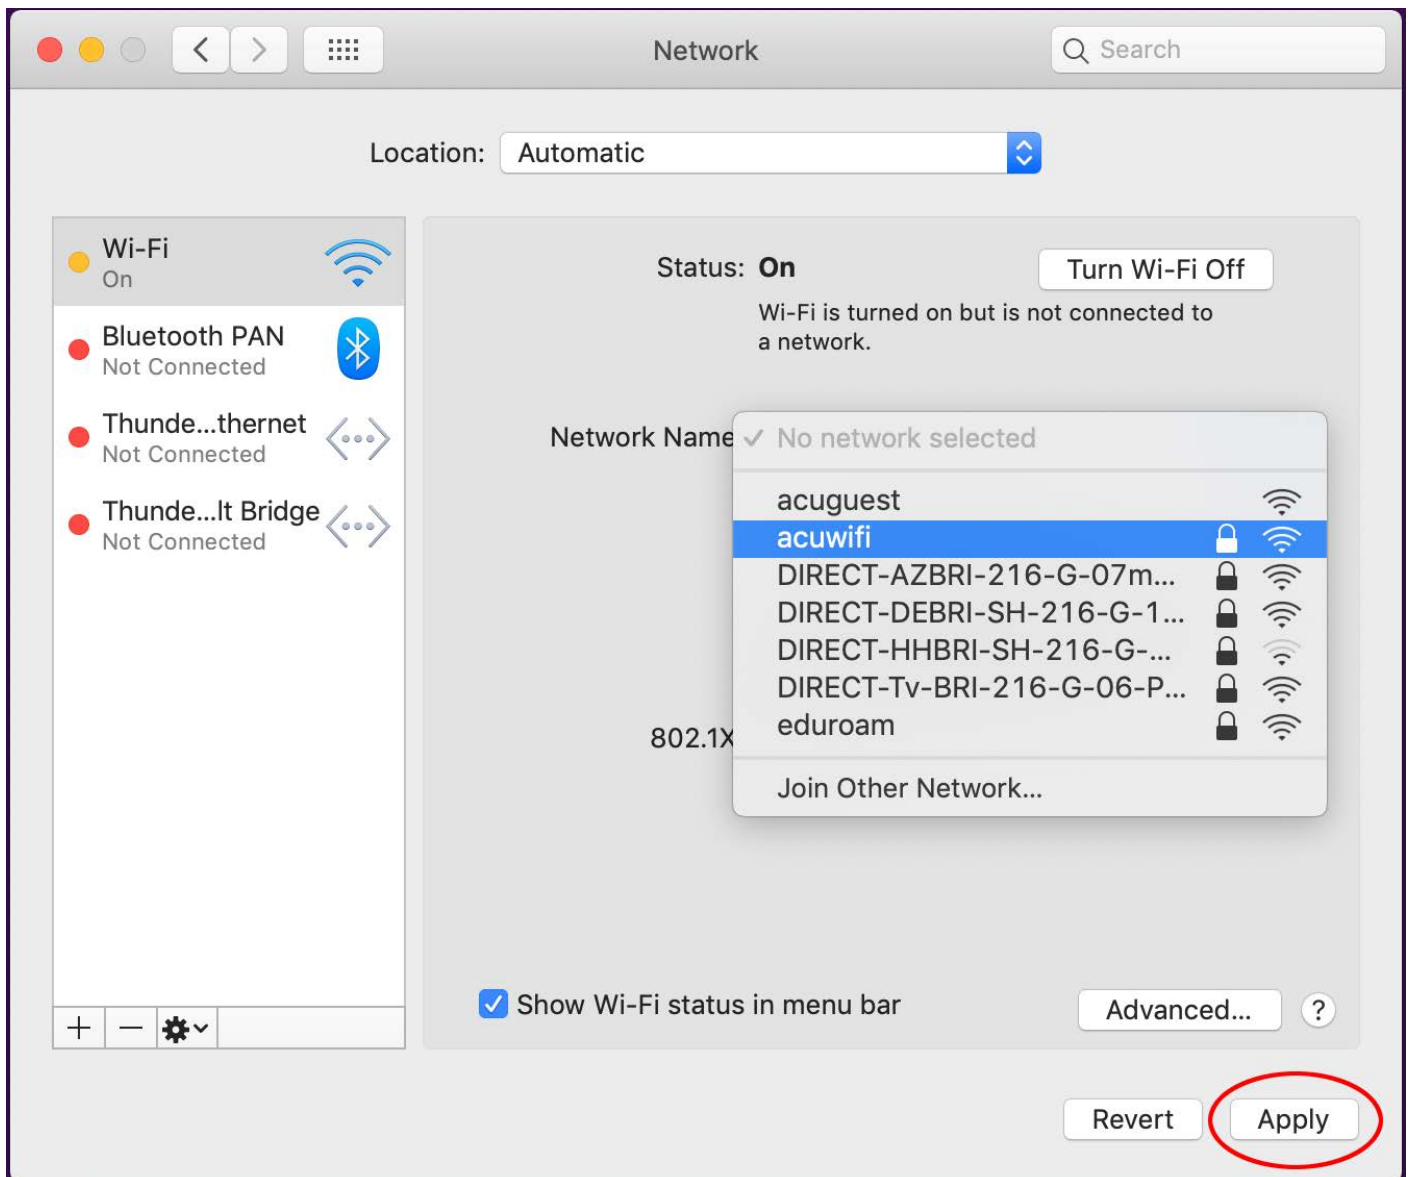 Network
Search
Location:
Automatic
Wi-Fi
On
Bluetooth PAN
Not Connected
Thunde...thernet
Not Connected
Thunde...lt Bridge
Not Connected
Status: On
Turn Wi-Fi Off
Wi-Fi is turned on but is not connected to
a network.
Network Name
No network selected
acuguest
acuwifi
DIRECT-AZBRI-216-G-07m...
DIRECT-DEBRI-SH-216-G-1...
DIRECT-HHBRI-SH-216-G-...
DIRECT-Tv-BRI-216-G-06-P...
eduroam
802.1X
Join Other Network...
Show Wi-Fi status in menu bar
Advanced...
?
Revert
Apply